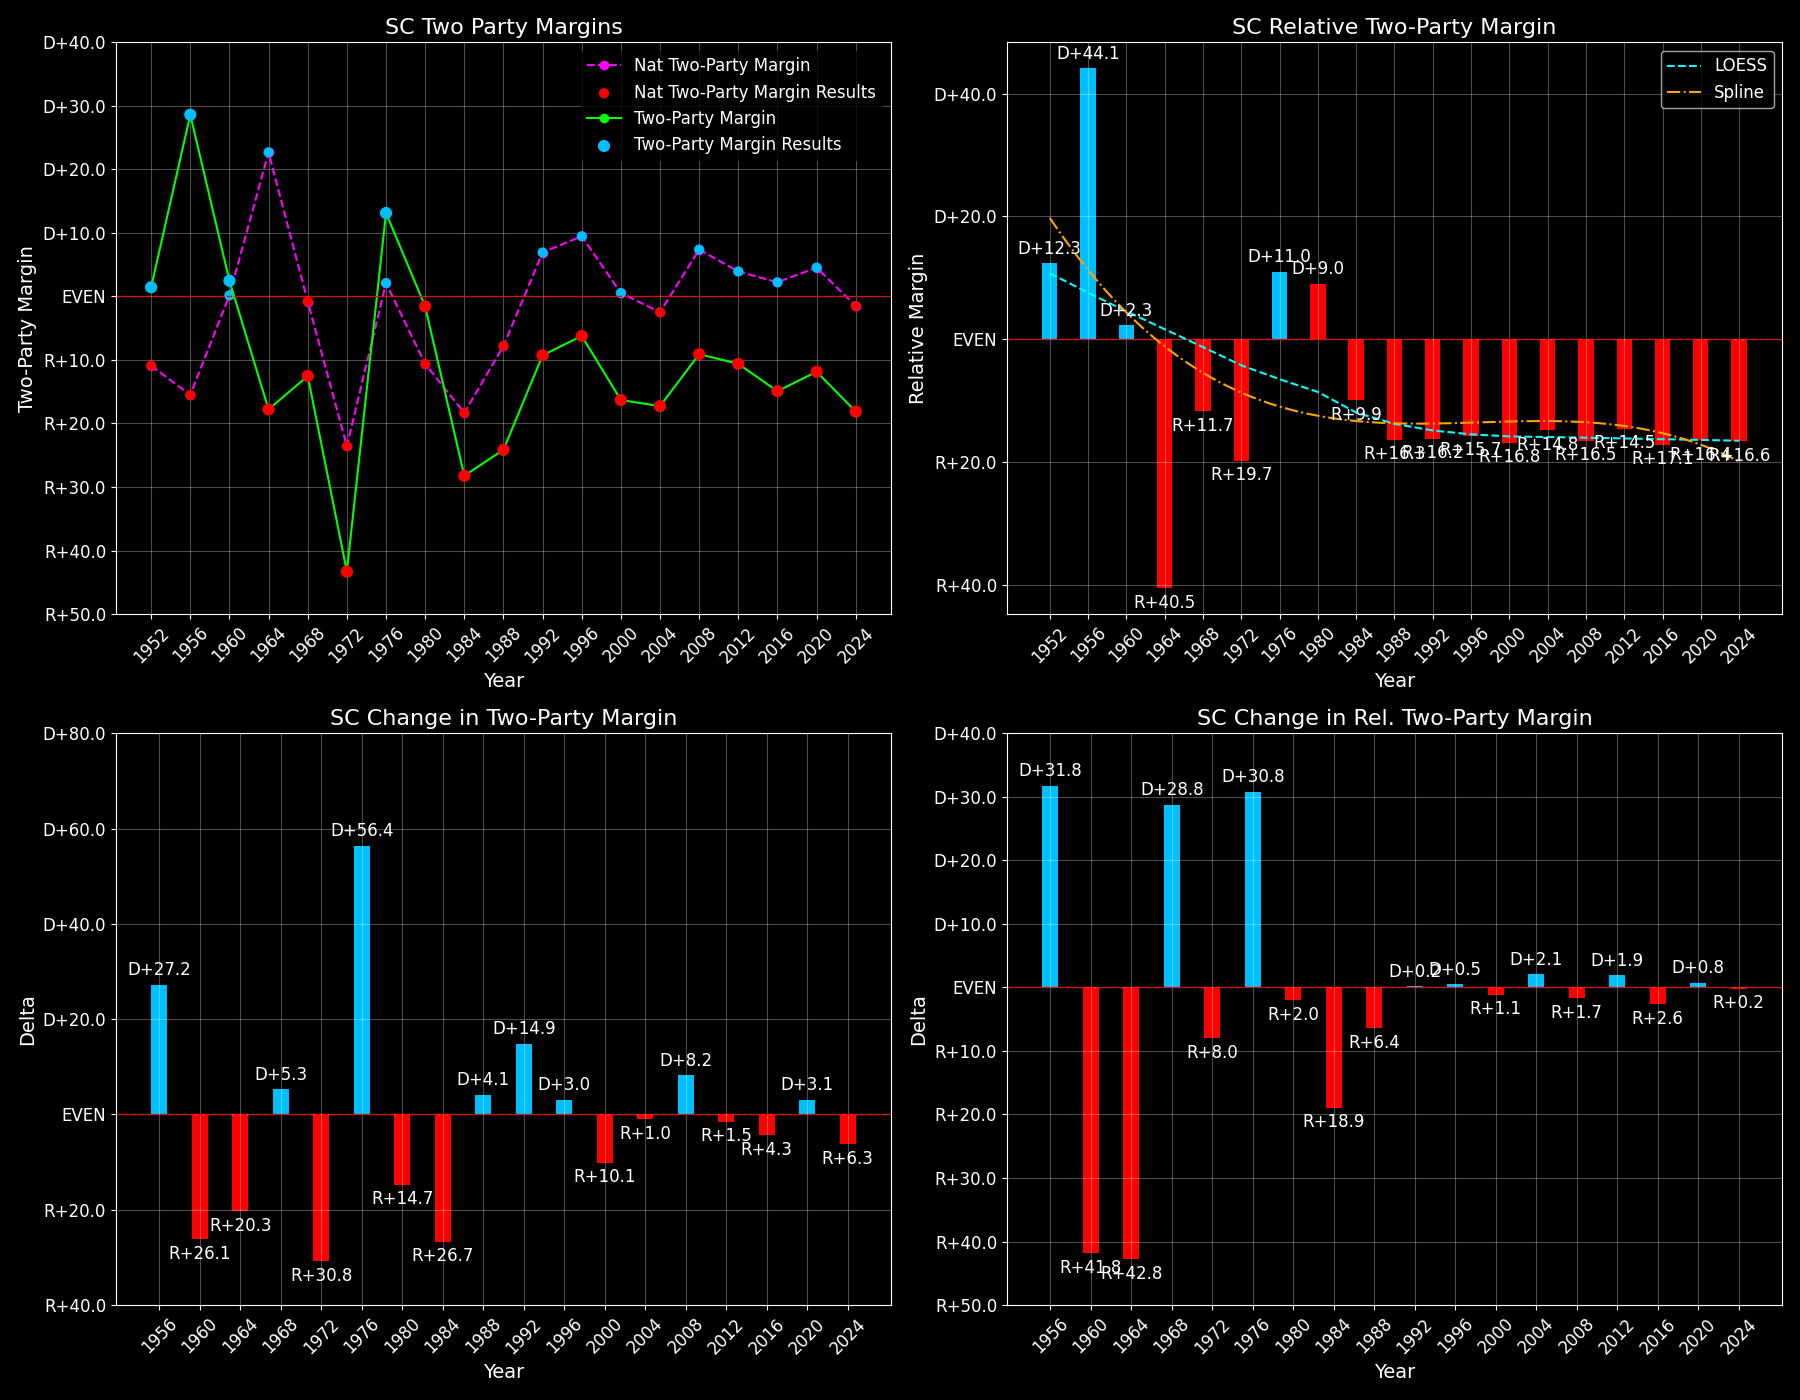 SC Two Party Margins
D+40.0
D+30.0
D+20.0
D+10.0
EVEN
R+10.0
R+20.0
R+30.0
R+40.0
R+50.0
Two-Party Margin
Nat Two-Party Margin
Nat Two-Party Margin Results
Two-Party Margin
Two-Party Margin Results
1952 1956 1960 1964 1968 1972 1976 1980 1984 1988 1992 1996 2000 2004 2008 2012 2016 2020 2024
Year
SC Relative Two-Party Margin
D+40.0
D+20.0
EVEN
R+20.0
R+40.0
Relative Margin
LOESS
Spline
D+12.3
D+44.1
D+2.3
R+40.5
R+11.7
R+19.7
D+11.0
D+9.0
R+9.9
R+16.3
R+16.2
R+15.7
R+16.8
R+14.8
R+16.5
R+14.5
R+17.1
R+16.4
R+16.6
1952 1956 1960 1964 1968 1972 1976 1980 1984 1988 1992 1996 2000 2004 2008 2012 2016 2020 2024
Year
SC Change in Two-Party Margin
D+80.0
D+60.0
D+40.0
D+20.0
EVEN
R+20.0
R+40.0
Delta
D+27.2
R+26.1
R+20.3
D+5.3
R+30.8
D+56.4
R+14.7
R+26.7
D+4.1
D+14.9
D+3.0
R+10.1
R+1.0
D+8.2
R+1.5
R+4.3
D+3.1
R+6.3
1956 1960 1964 1968 1972 1976 1980 1984 1988 1992 1996 2000 2004 2008 2012 2016 2020 2024
Year
SC Change in Rel. Two-Party Margin
D+40.0
D+30.0
D+20.0
D+10.0
EVEN
R+10.0
R+20.0
R+30.0
R+40.0
R+50.0
Delta
D+31.8
R+41.8
R+42.8
D+28.8
R+8.0
D+30.8
R+2.0
R+18.9
R+6.4
D+0.2
D+0.5
R+1.1
D+2.1
R+1.7
D+1.9
R+2.6
D+0.8
R+0.2
1956 1960 1964 1968 1972 1976 1980 1984 1988 1992 1996 2000 2004 2008 2012 2016 2020 2024
Year